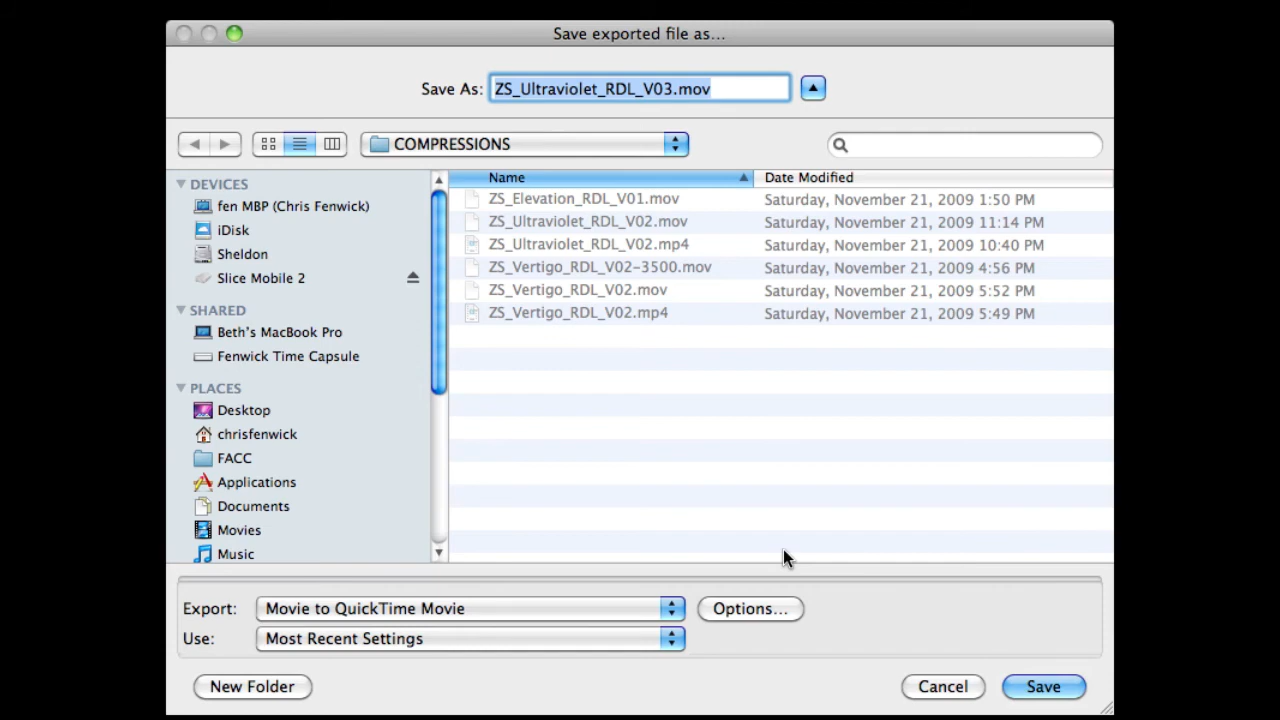 Save exported file as...
Save As: ZS_Ultraviolet_RDL_V03.mov
COMPRESSIONS
DEVICES
fen MBP (Chris Fenwick)
iDisk
Sheldon
Slice Mobile 2
SHARED
Beth's MacBook Pro
Fenwick Time Capsule
PLACES
Desktop
chrisfenwick
FACC
Applications
Documents
Movies
Music
Name Date Modified
ZS_Elevation_RDL_V01.mov Saturday, November 21, 2009 1:50 PM
ZS_Ultraviolet_RDL_V02.mov Saturday, November 21, 2009 11:14 PM
ZS_Ultraviolet_RDL_V02.mp4 Saturday, November 21, 2009 10:40 PM
ZS_Vertigo_RDL_V02-3500.mov Saturday, November 21, 2009 4:56 PM
ZS_Vertigo_RDL_V02.mov Saturday, November 21, 2009 5:52 PM
ZS_Vertigo_RDL_V02.mp4 Saturday, November 21, 2009 5:49 PM
Export: Movie to QuickTime Movie Options...
Use: Most Recent Settings
New Folder Cancel Save